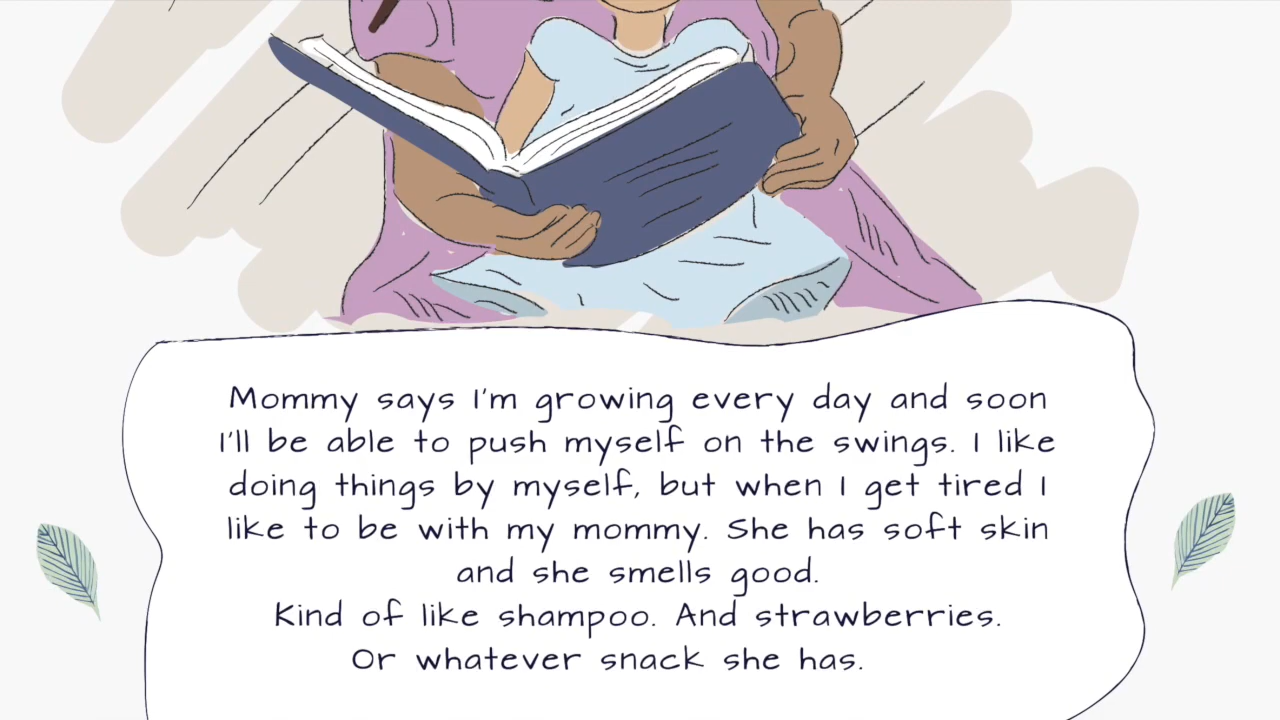 Mommy says I'm growing every day and soon
I'll be able to push myself on the swings. I like
doing things by myself, but when I get tired I
like to be with my mommy. She has soft skin
and she smells good.
Kind of like shampoo. And strawberries.
Or whatever snack she has.